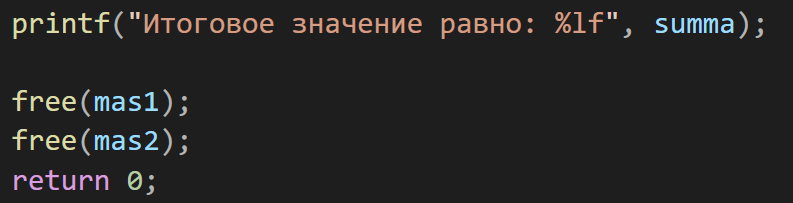 printf("Итоговое значение равно: %lf", summa);
free(mas1);
free(mas2);
return 0;